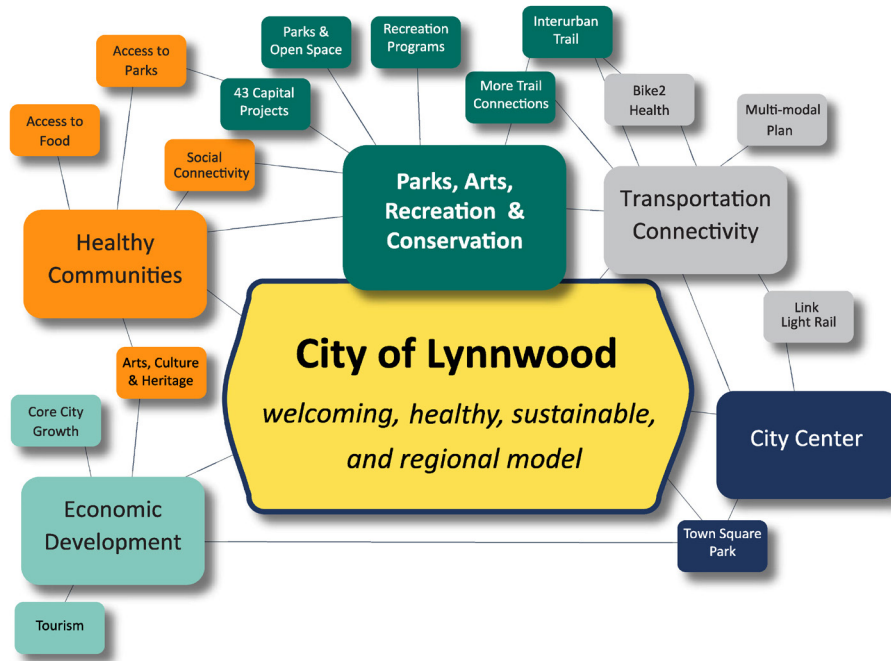 Parks &
Open Space
Recreation
Programs
Interurban
Trail
Access to
Parks
43 Capital
Projects
More Trail
Connections
Bike2
Health
Multi-modal
Plan
Access to
Food
Social
Connectivity
Parks, Arts,
Recreation &
Conservation
Transportation
Connectivity
Healthy
Communities
Link
Light Rail
City of Lynnwood
welcoming, healthy, sustainable,
and regional model
Arts, Culture
& Heritage
Core City
Growth
City Center
Economic
Development
Town Square
Park
Tourism